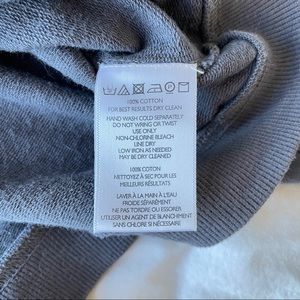 100% COTTON
FOR BEST RESULTS DRY CLEAN
HAND WASH COLD SEPARATELY
DO NOT WRING OR TWIST
USE ONLY
NON-CHLORINE BLEACH
LINE DRY
LOW IRON AS NEEDED
MAY BE DRY CLEANED
100% COTON
NETTOYEZ À SEC POUR LES
MEILLEURS RÉSULTATS
LAVER À LA MAIN À L'EAU
FROIDE SÉPARÉMENT
NE PAS TORDRE OU ESSORER
UTILISER UN AGENT DE BLANCHIMENT
SANS CHLORE SI NÉCESSAIRE